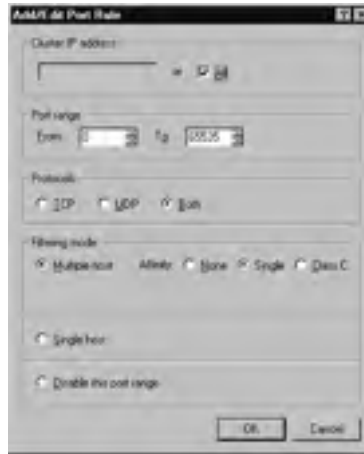 Add/Edit Port Rule
Cluster IP address
or All
Port range
From: 0 To: 65535
Protocols
TCP UDP Both
Filtering mode
Multiple host Affinity: None Single Class C
Single host
Disable this port range
OK Cancel